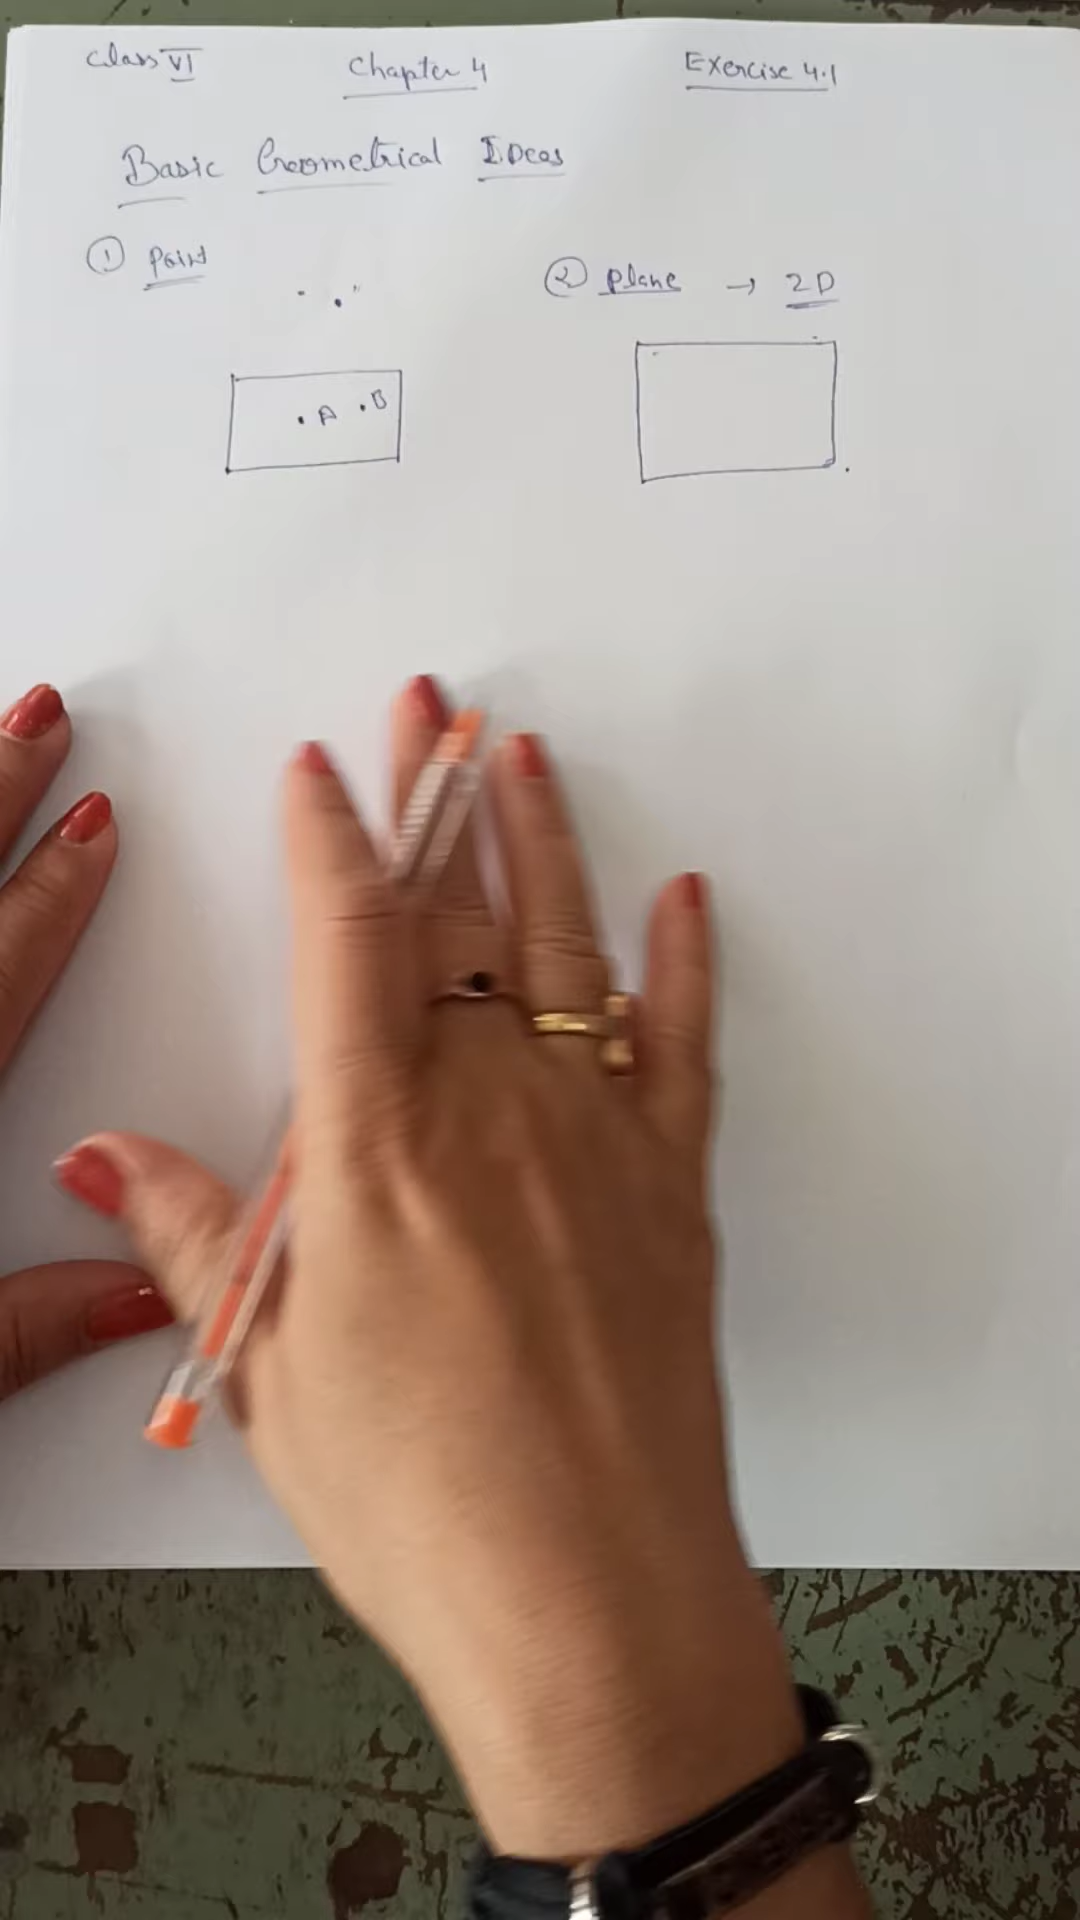 Class VI Chapter 4 Exercise 4.1
Basic Geometrical IDeas
① Point
② Plane → 2D
A B